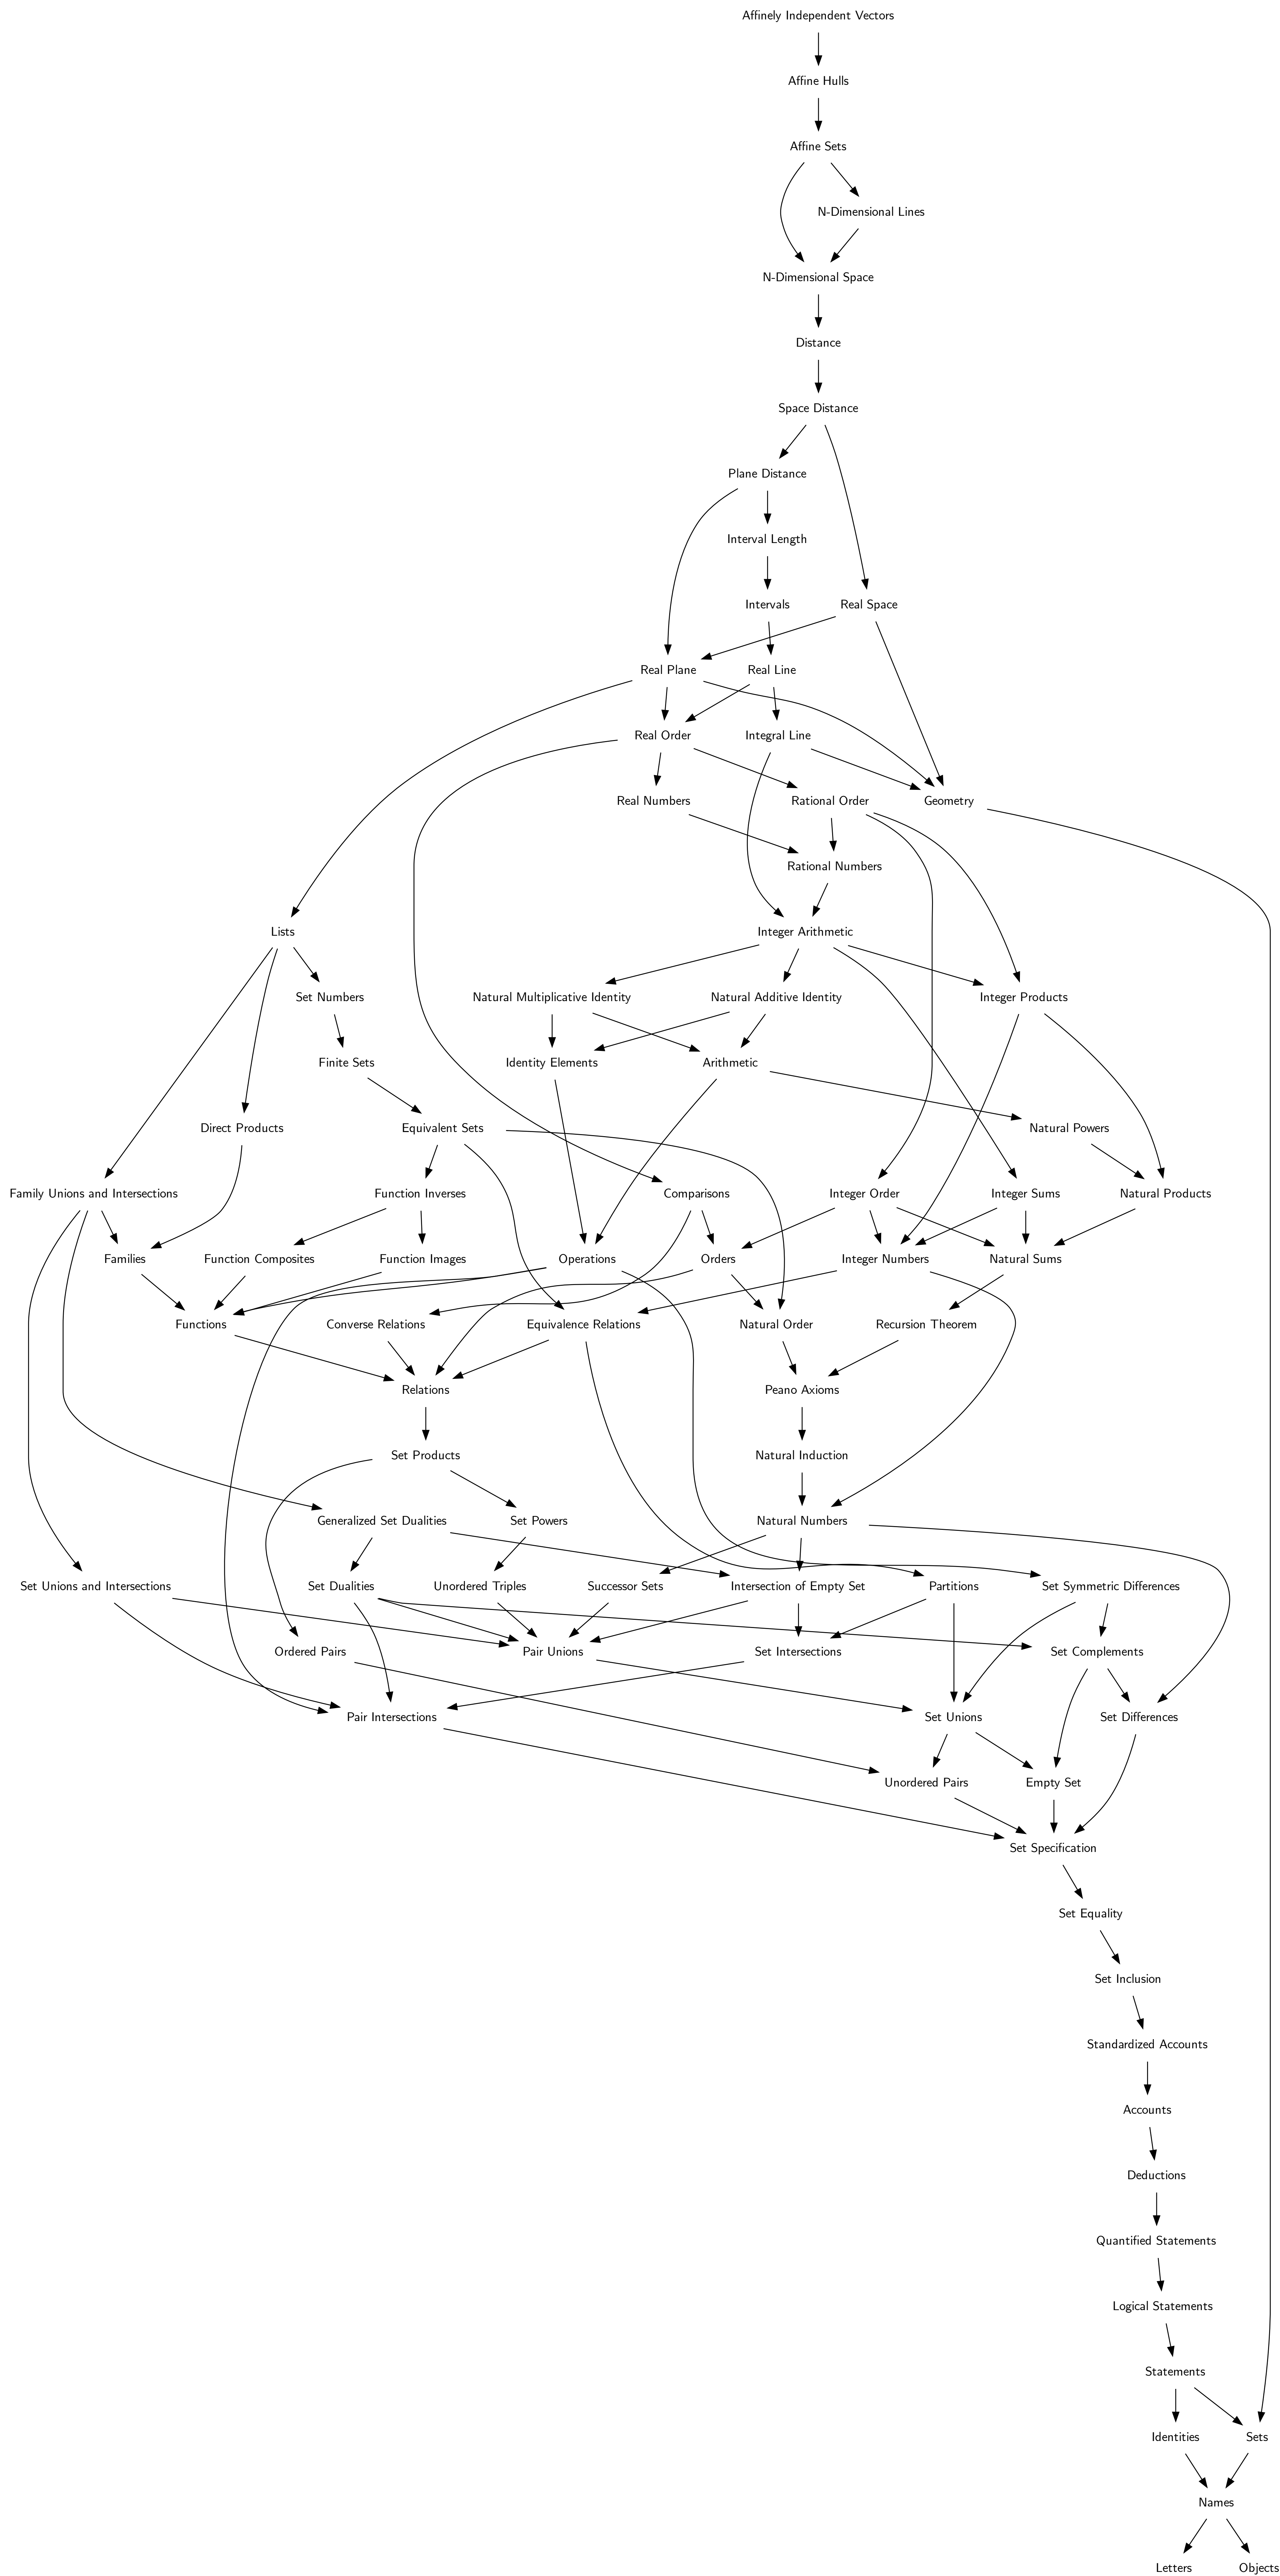 Affinely Independent Vectors
Affine Hulls
Affine Sets
N-Dimensional Lines
N-Dimensional Space
Distance
Space Distance
Plane Distance
Interval Length
Intervals
Real Space
Real Plane
Real Line
Real Order
Integral Line
Real Numbers
Rational Order
Geometry
Rational Numbers
Lists
Integer Arithmetic
Set Numbers
Natural Multiplicative Identity
Natural Additive Identity
Integer Products
Finite Sets
Identity Elements
Arithmetic
Direct Products
Equivalent Sets
Natural Powers
Family Unions and Intersections
Function Inverses
Comparisons
Integer Order
Integer Sums
Natural Products
Families
Function Composites
Function Images
Operations
Orders
Integer Numbers
Natural Sums
Functions
Converse Relations
Equivalence Relations
Natural Order
Recursion Theorem
Relations
Peano Axioms
Set Products
Natural Induction
Generalized Set Dualities
Set Powers
Natural Numbers
Set Unions and Intersections
Set Dualities
Unordered Triples
Successor Sets
Intersection of Empty Set
Partitions
Set Symmetric Differences
Ordered Pairs
Pair Unions
Set Intersections
Set Complements
Pair Intersections
Set Unions
Set Differences
Unordered Pairs
Empty Set
Set Specification
Set Equality
Set Inclusion
Standardized Accounts
Accounts
Deductions
Quantified Statements
Logical Statements
Statements
Identities
Sets
Names
Letters
Objects